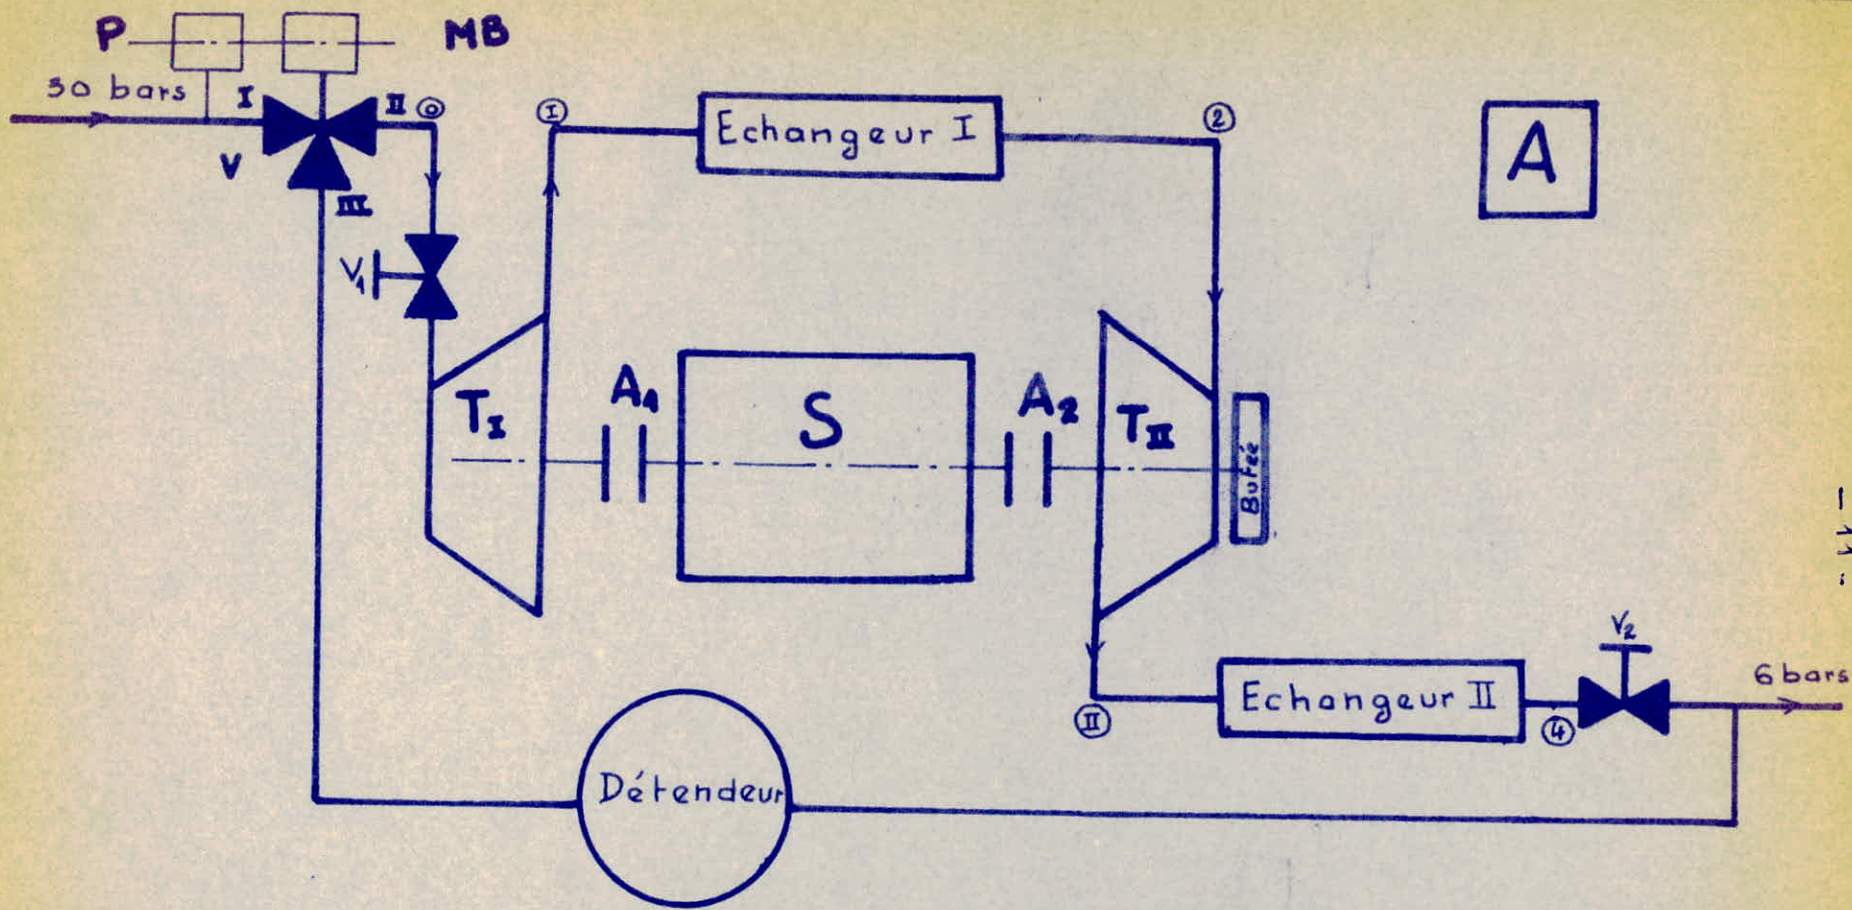 P
MB
30 bars
I
II
0
V
III
V1
I
Echangeur I
2
A
TI
A1
S
A2
TII
Butée
II
Echangeur II
4
V2
6 bars
Détendeur